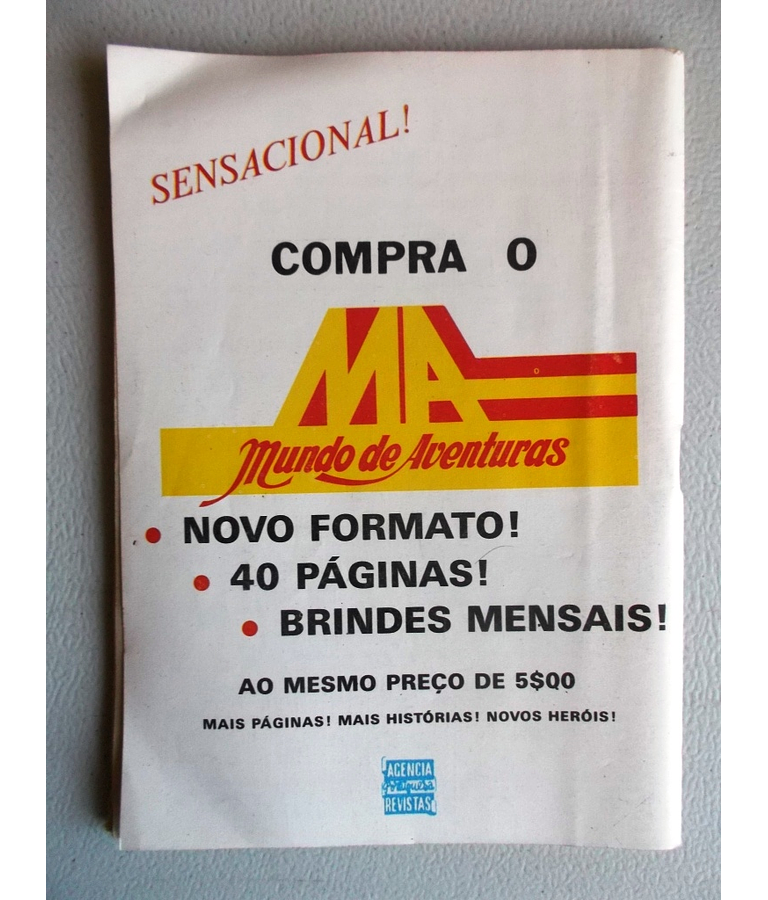 SENSACIONAL!
COMPRA O
MA
Mundo de Aventuras
• NOVO FORMATO!
• 40 PÁGINAS!
• BRINDES MENSAIS!
AO MESMO PREÇO DE 5$00
MAIS PÁGINAS! MAIS HISTÓRIAS! NOVOS HERÓIS!
AGENCIA
REVISTAS